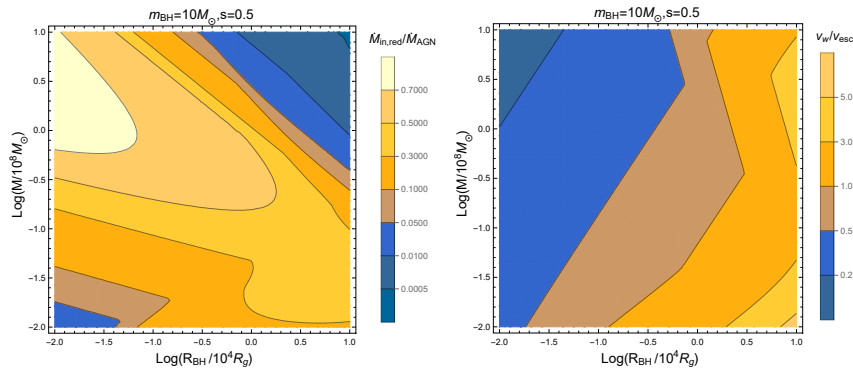 m_BH=10M_⊙,s=0.5
Ṁ_in,red/Ṁ_AGN
Log(M/10^8M_⊙)
1.0
0.5
0.0
−0.5
−1.0
−1.5
−2.0
0.7000
0.5000
0.3000
0.1000
0.0500
0.0100
0.0005
−2.0 −1.5 −1.0 −0.5 0.0 0.5 1.0
Log(R_BH/10^4R_g)
m_BH=10M_⊙,s=0.5
v_w/v_esc
Log(M/10^8M_⊙)
1.0
0.5
0.0
−0.5
−1.0
−1.5
−2.0
5.0
3.0
1.0
0.5
0.2
−2.0 −1.5 −1.0 −0.5 0.0 0.5 1.0
Log(R_BH/10^4R_g)